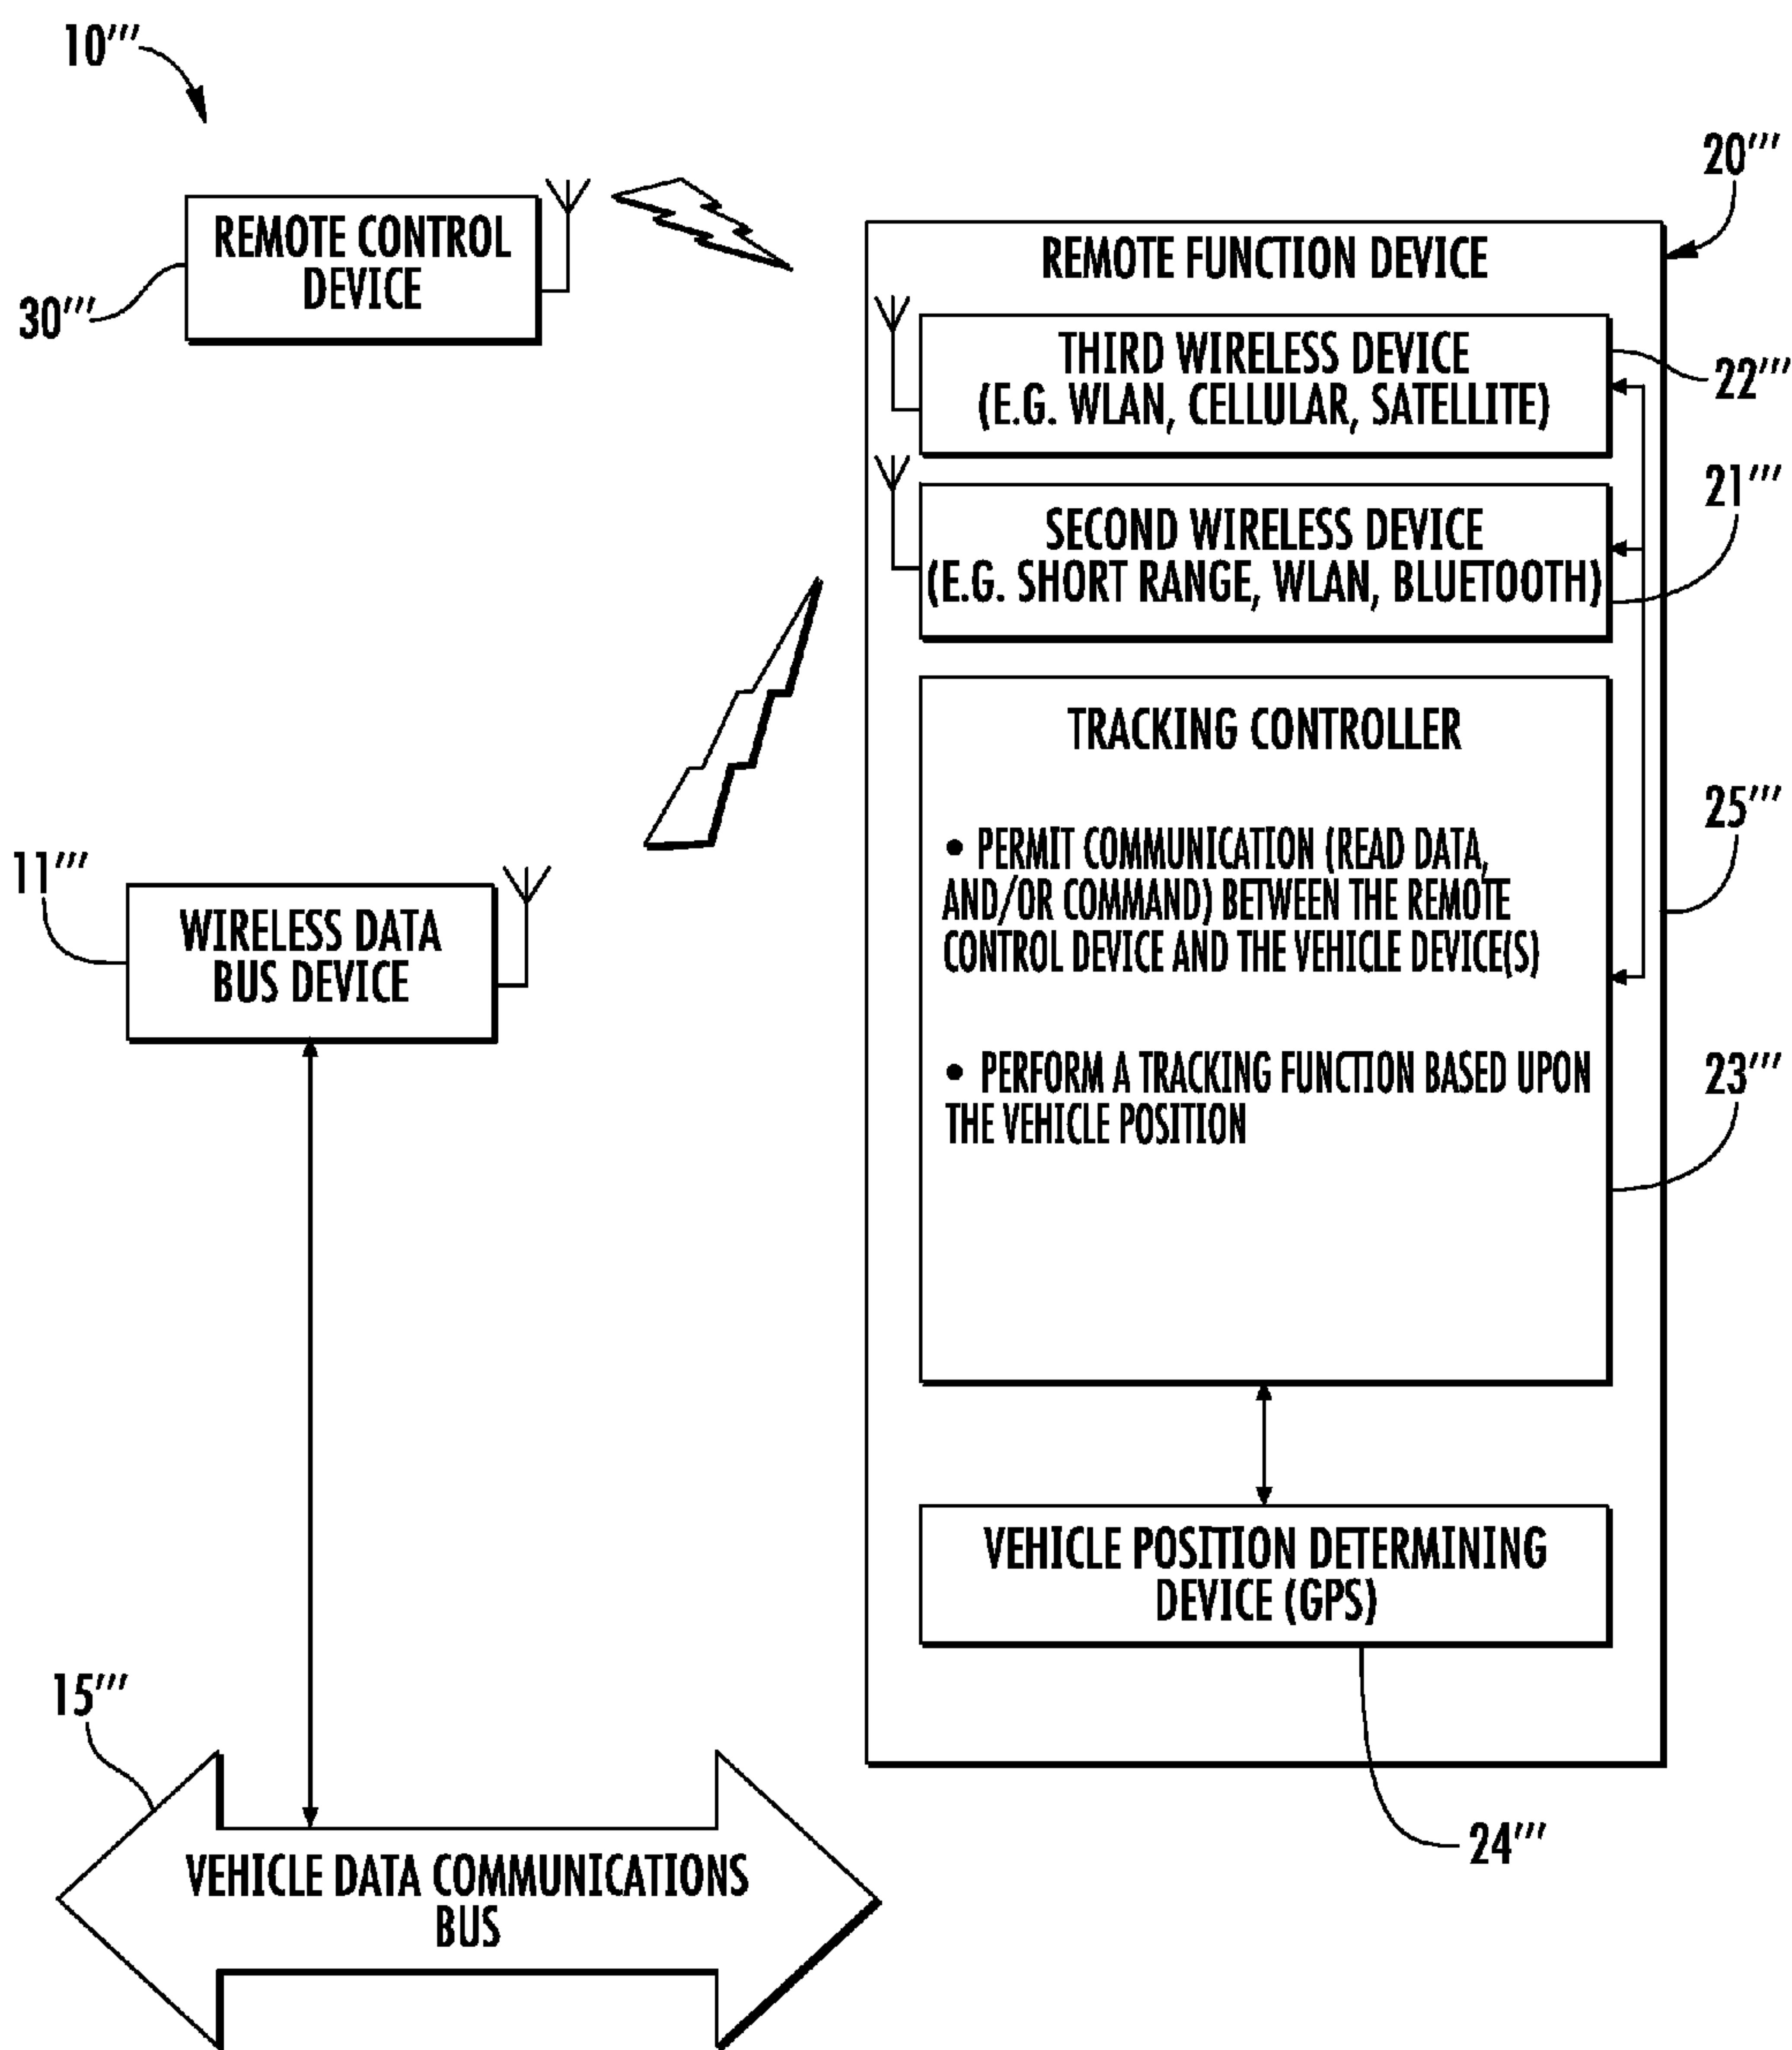 10‴
REMOTE CONTROL
DEVICE
30‴
20‴
REMOTE FUNCTION DEVICE
THIRD WIRELESS DEVICE
(E.G. WLAN, CELLULAR, SATELLITE)
22‴
21‴
SECOND WIRELESS DEVICE
(E.G. SHORT RANGE, WLAN, BLUETOOTH)
TRACKING CONTROLLER
• PERMIT COMMUNICATION (READ DATA,
AND/OR COMMAND) BETWEEN THE REMOTE
CONTROL DEVICE AND THE VEHICLE DEVICE(S)
25‴
• PERFORM A TRACKING FUNCTION BASED UPON
THE VEHICLE POSITION
23‴
11‴
WIRELESS DATA
BUS DEVICE
VEHICLE POSITION DETERMINING
DEVICE (GPS)
24‴
15‴
VEHICLE DATA COMMUNICATIONS
BUS